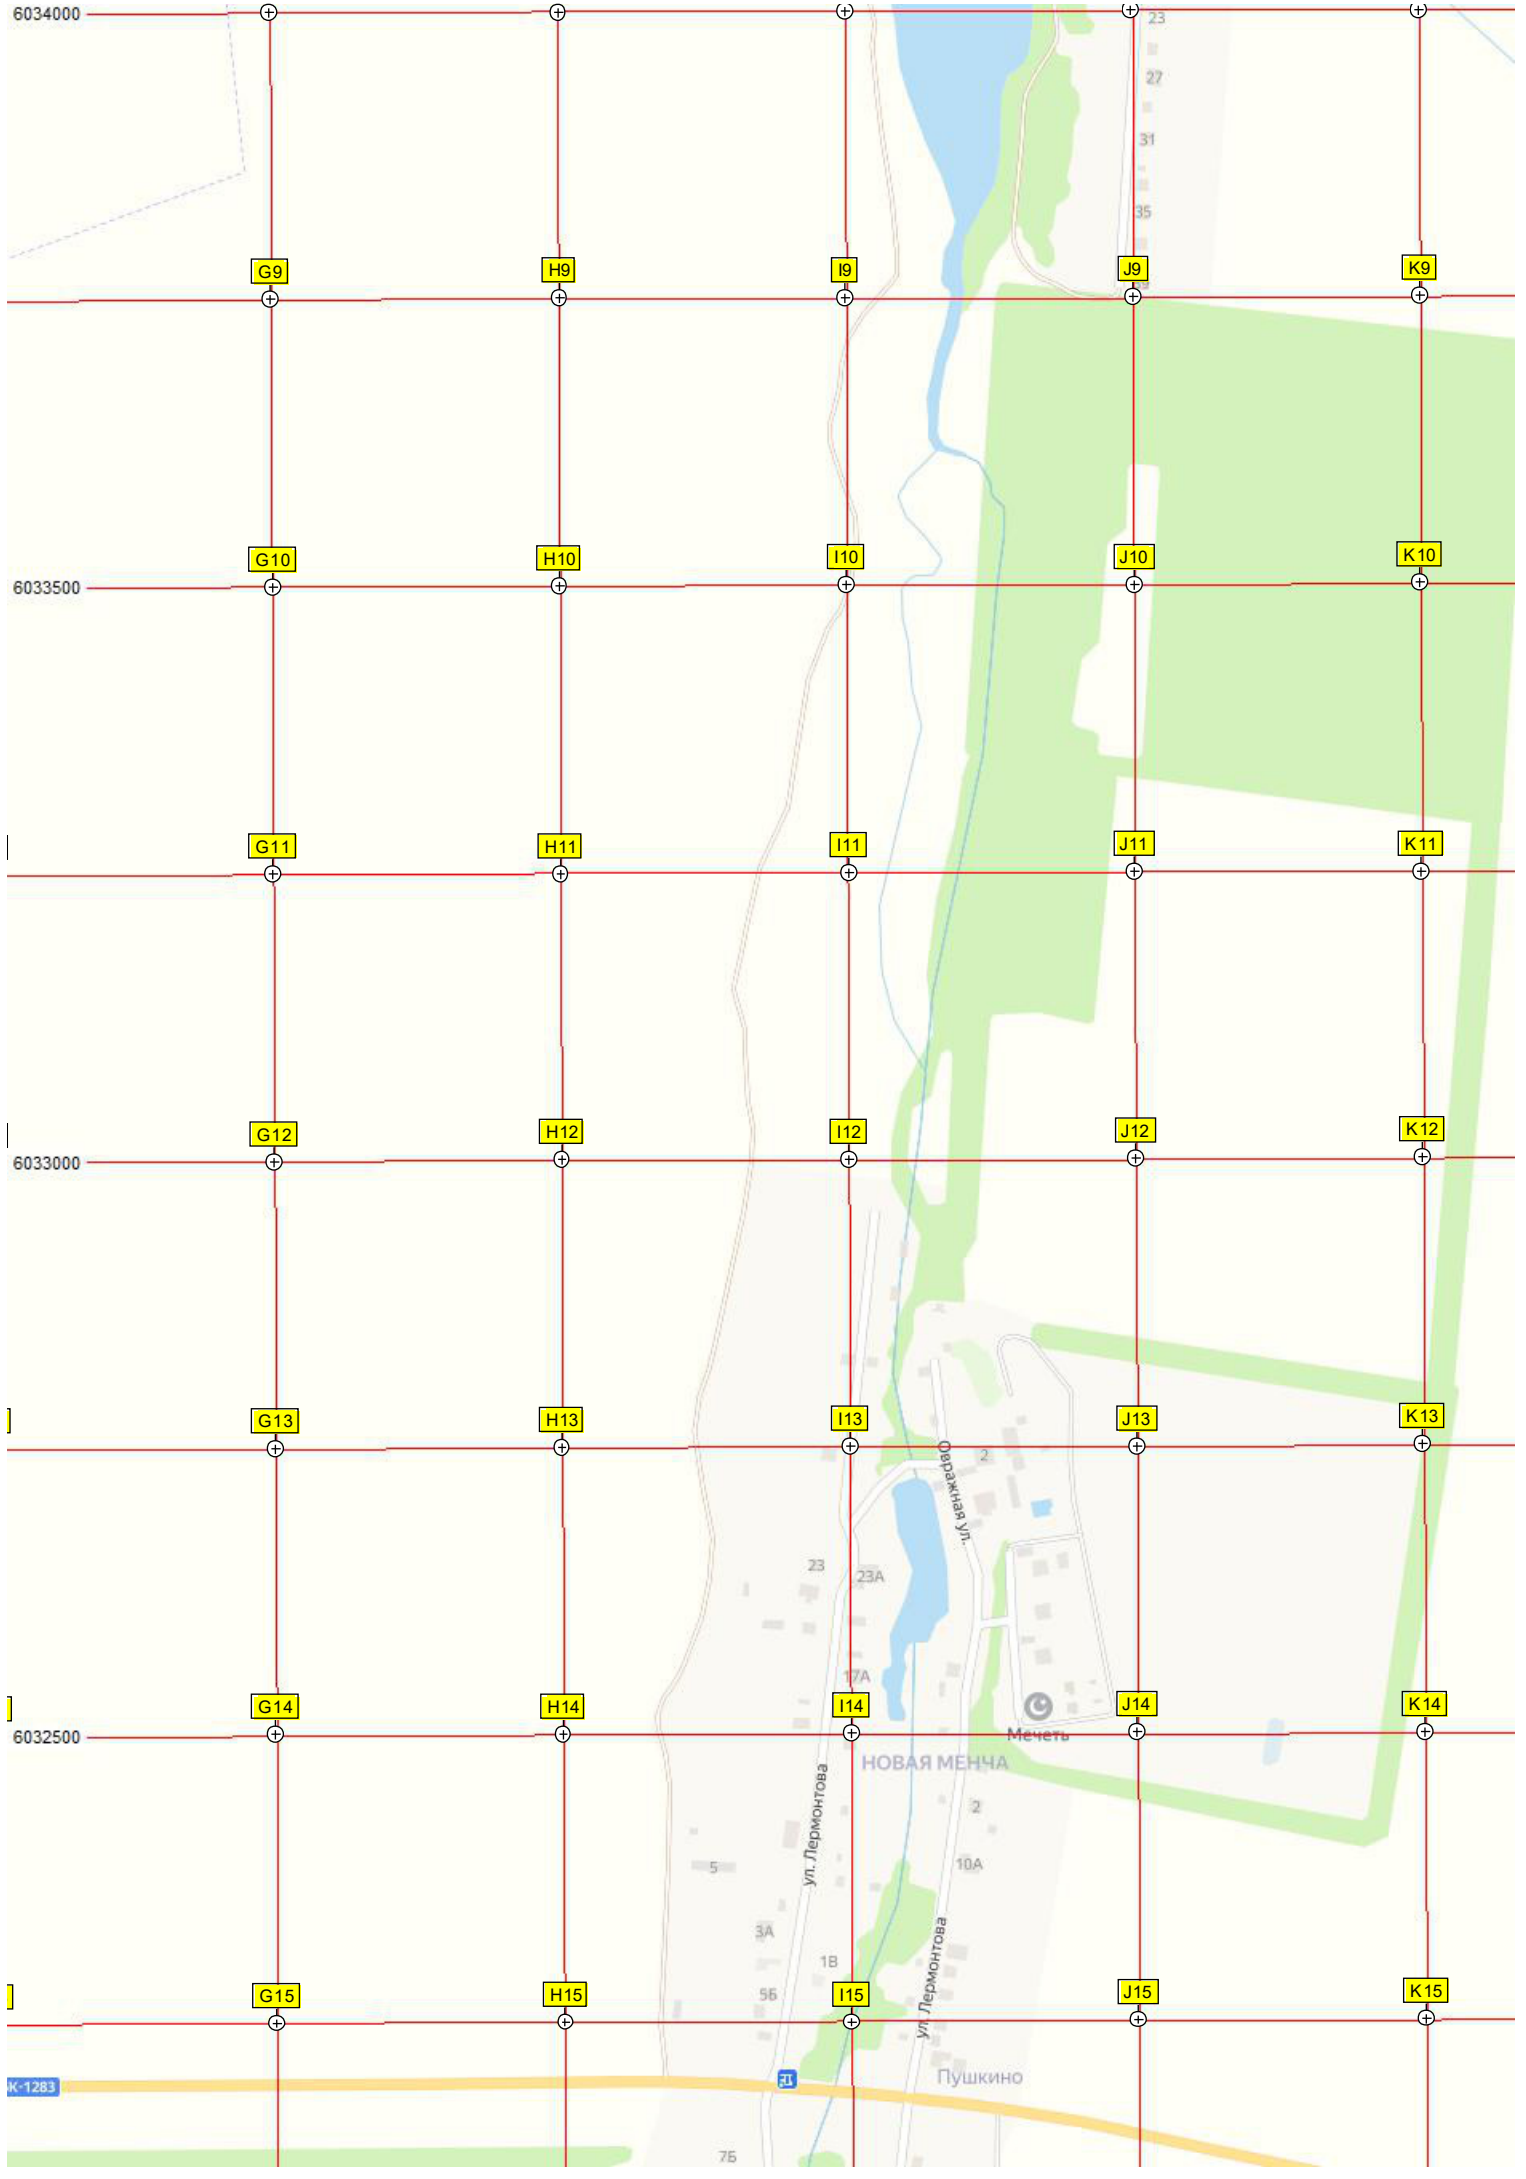 6034000
23
27
31
35
39
G9 H9 I9 J9 K9
G10 H10 I10 J10 K10
6033500
G11 H11 I11 J11 K11
G12 H12 I12 J12 K12
6033000
G13 H13 I13 J13 K13
Овражная ул.
2
23
23А
17А
G14 H14 I14 J14 K14
6032500
Мечеть
НОВАЯ МЕНЧА
ул. Лермонтова
2
5
10А
3А
1В
5Б
ул. Лермонтова
G15 H15 I15 J15 K15
К-1283
Пушкино
7Б